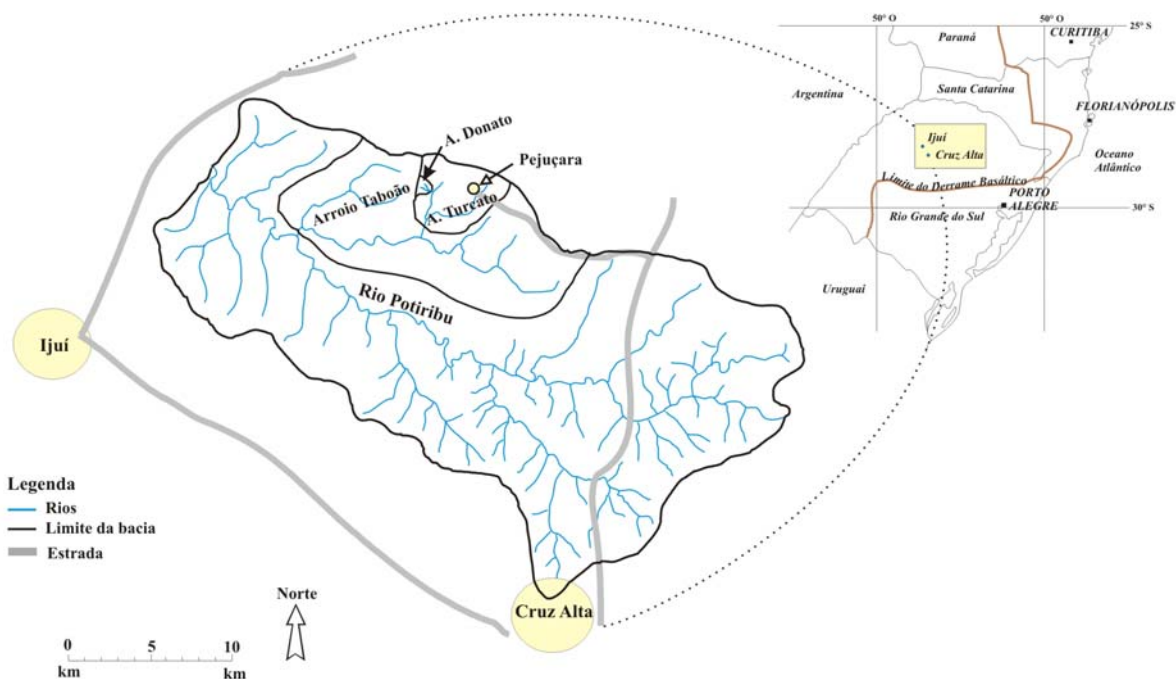 A. Donato
Pejuçara
Arroio Taboão
A. Turcato
Rio Potiribu
Ijuí
Cruz Alta
Legenda
Rios
Limite da bacia
Estrada
Norte
0
5
10
km
km
50° O
50° O
25° S
Paraná
CURITIBA
Santa Catarina
Argentina
FLORIANÓPOLIS
Ijuí
Cruz Alta
Oceano
Atlântico
Limite do Derrame Basáltico
PORTO
ALEGRE
30° S
Rio Grande do Sul
Uruguai